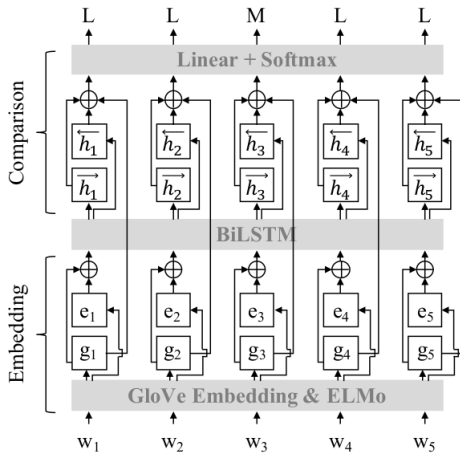 L L M L L
Linear + Softmax
Comparison
h₁ h₂ h₃ h₄ h₅
h₁ h₂ h₃ h₄ h₅
BiLSTM
Embedding
e₁ e₂ e₃ e₄ e₅
g₁ g₂ g₃ g₄ g₅
GloVe Embedding & ELMo
w₁ w₂ w₃ w₄ w₅